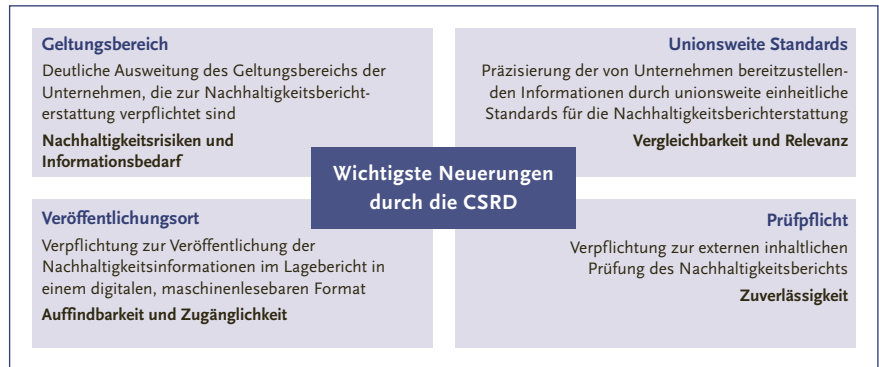 Geltungsbereich
Deutliche Ausweitung des Geltungsbereichs der
Unternehmen, die zur Nachhaltigkeitsbericht-
erstattung verpflichtet sind
Nachhaltigkeitsrisiken und
Informationsbedarf
Unionsweite Standards
Präzisierung der von Unternehmen bereitzustellen-
den Informationen durch unionsweite einheitliche
Standards für die Nachhaltigkeitsberichterstattung
Vergleichbarkeit und Relevanz
Wichtigste Neuerungen
durch die CSRD
Veröffentlichungsort
Verpflichtung zur Veröffentlichung der
Nachhaltigkeitsinformationen im Lagebericht in
einem digitalen, maschinenlesebaren Format
Auffindbarkeit und Zugänglichkeit
Prüfpflicht
Verpflichtung zur externen inhaltlichen
Prüfung des Nachhaltigkeitsberichts
Zuverlässigkeit